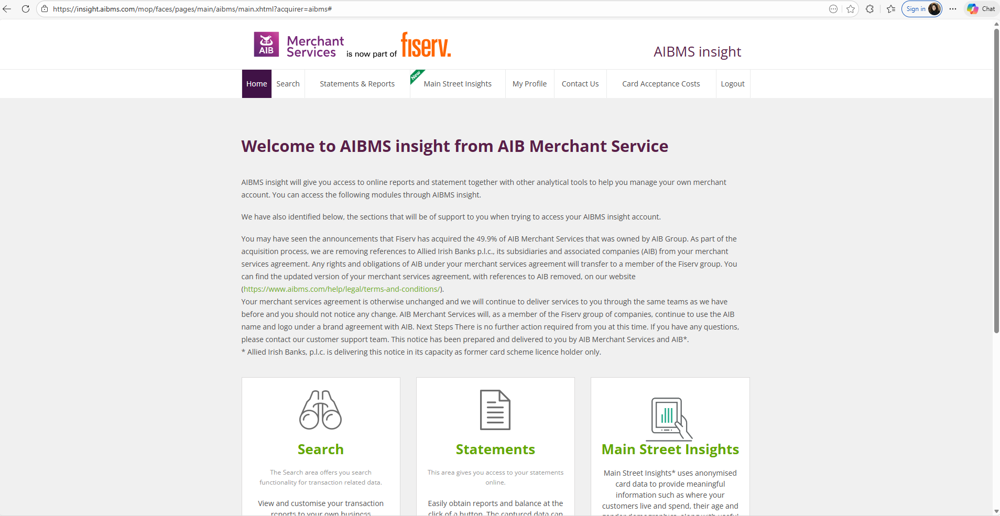 https://insight.aibms.com/mop/faces/pages/main/aibms/main.xhtml?acquirer=aibms#
Sign in
Chat
AIB
Merchant
Services
is now part of
fiserv.
AIBMS insight
Home
Search
Statements & Reports
New
Main Street Insights
My Profile
Contact Us
Card Acceptance Costs
Logout
Welcome to AIBMS insight from AIB Merchant Service
AIBMS insight will give you access to online reports and statement together with other analytical tools to help you manage your own merchant
account. You can access the following modules through AIBMS insight.
We have also identified below, the sections that will be of support to you when trying to access your AIBMS insight account.
You may have seen the announcements that Fiserv has acquired the 49.9% of AIB Merchant Services that was owned by AIB Group. As part of the
acquisition process, we are removing references to Allied Irish Banks p.l.c., its subsidiaries and associated companies (AIB) from your merchant
services agreement. Any rights and obligations of AIB under your merchant services agreement will transfer to a member of the Fiserv group. You
can find the updated version of your merchant services agreement, with references to AIB removed, on our website
(https://www.aibms.com/help/legal/terms-and-conditions/).
Your merchant services agreement is otherwise unchanged and we will continue to deliver services to you through the same teams as we have
before and you should not notice any change. AIB Merchant Services will, as a member of the Fiserv group of companies, continue to use the AIB
name and logo under a brand agreement with AIB. Next Steps There is no further action required from you at this time. If you have any questions,
please contact our customer support team. This notice has been prepared and delivered to you by AIB Merchant Services and AIB*.
* Allied Irish Banks, p.l.c. is delivering this notice in its capacity as former card scheme licence holder only.
Search
The Search area offers you search
functionality for transaction related data.
View and customise your transaction
reports to your own business
Statements
This area gives you access to your statements
online.
Easily obtain reports and balance at the
click of a button. The captured data can
Main Street Insights
Main Street Insights* uses anonymised
card data to provide meaningful
information such as where your
customers live and spend, their age and
gender demographics, along with useful